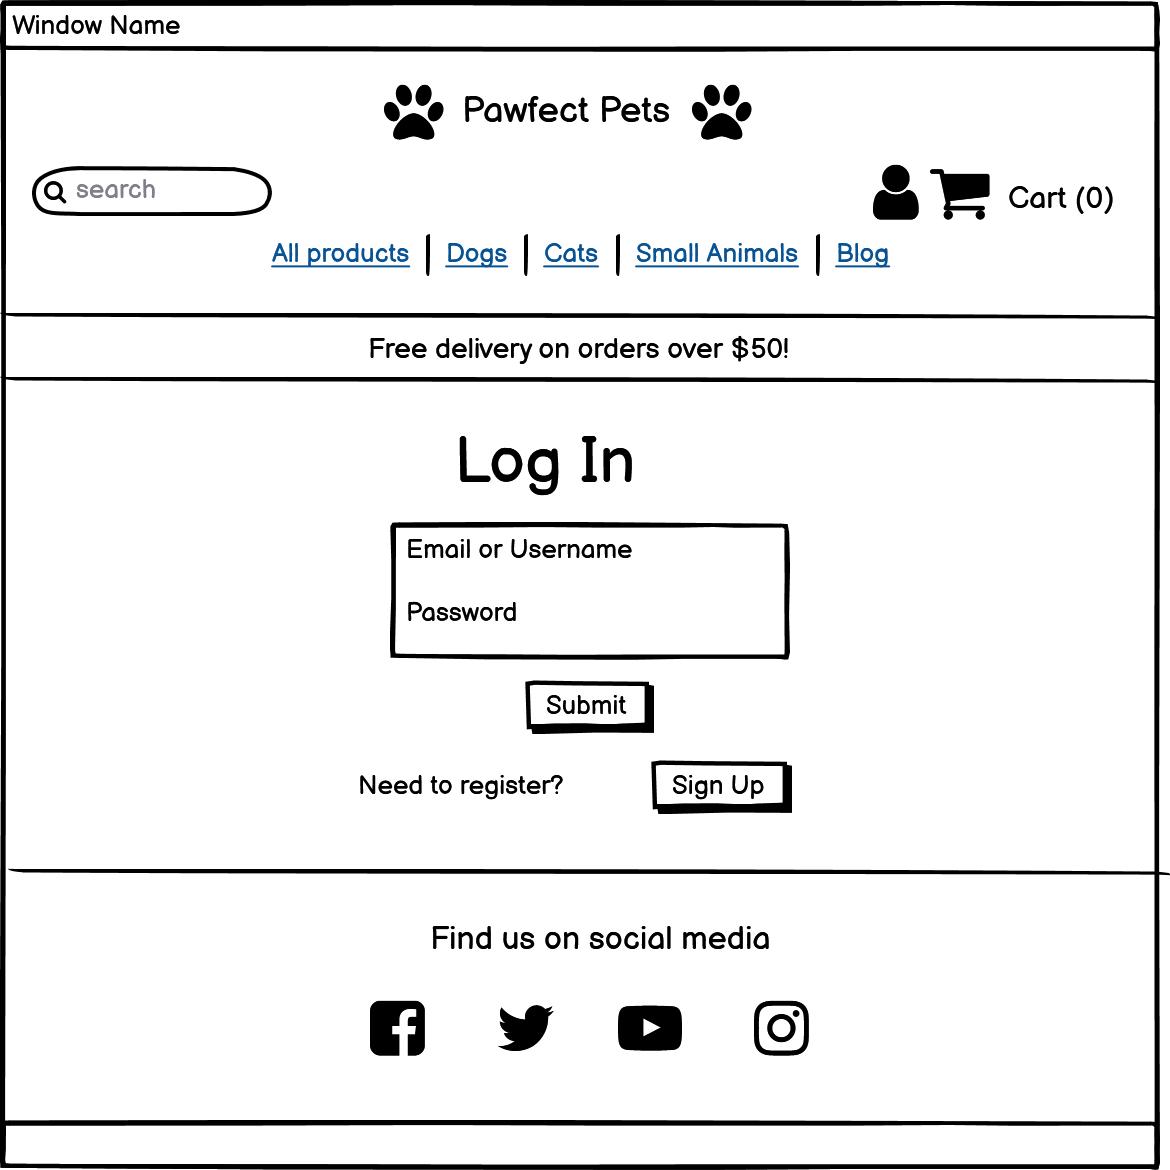 Window Name
Pawfect Pets
search
Cart (0)
All products Dogs Cats Small Animals Blog
Free delivery on orders over $50!
Log In
Email or Username
Password
Submit
Need to register? Sign Up
Find us on social media